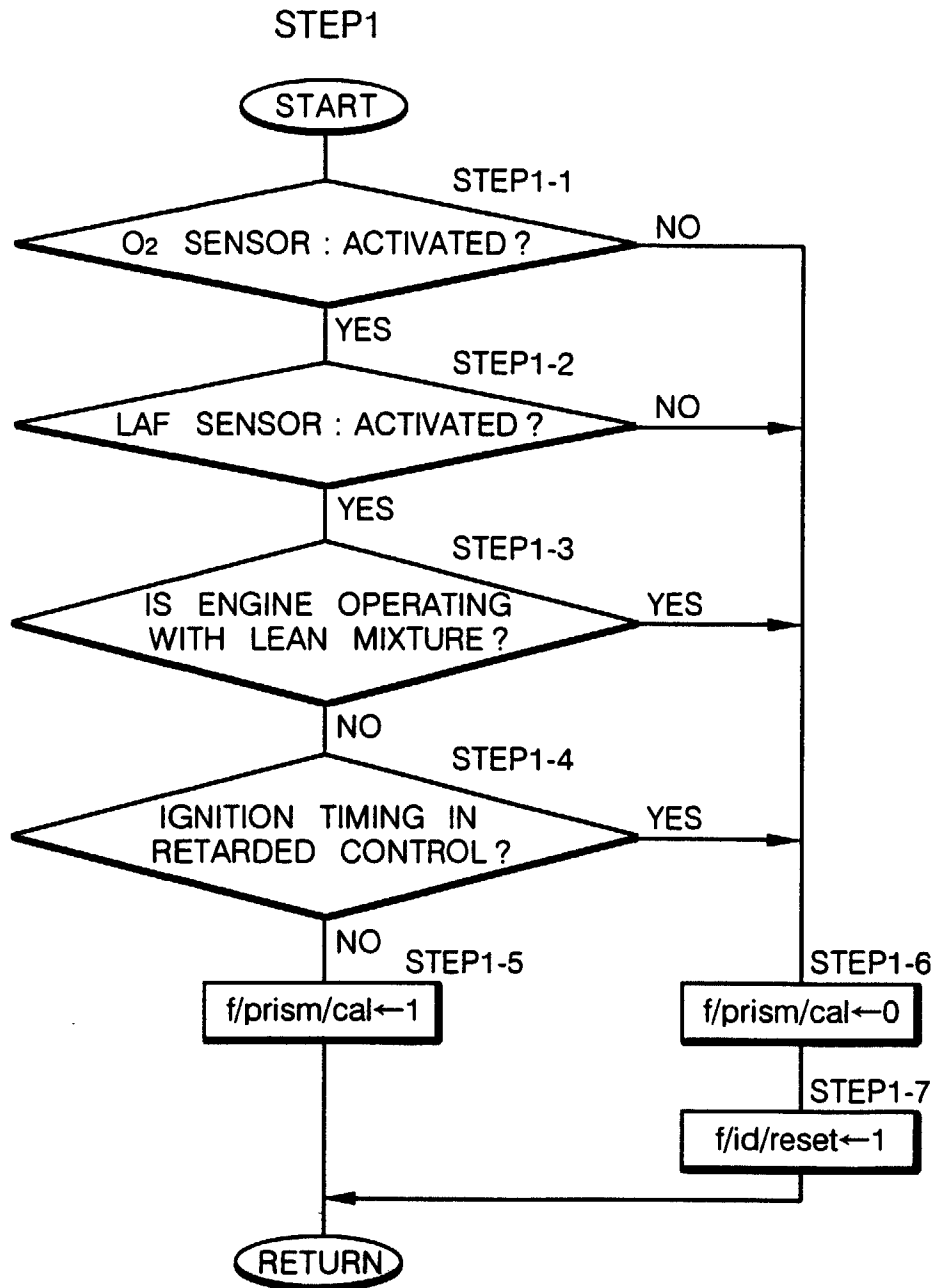 STEP1
START
STEP1-1
O2 SENSOR : ACTIVATED ?
NO
YES
STEP1-2
LAF SENSOR : ACTIVATED ?
NO
YES
STEP1-3
IS ENGINE OPERATING
WITH LEAN MIXTURE ?
YES
NO
STEP1-4
IGNITION TIMING IN
RETARDED CONTROL ?
YES
NO
STEP1-5
f/prism/cal←1
STEP1-6
f/prism/cal←0
STEP1-7
f/id/reset←1
RETURN